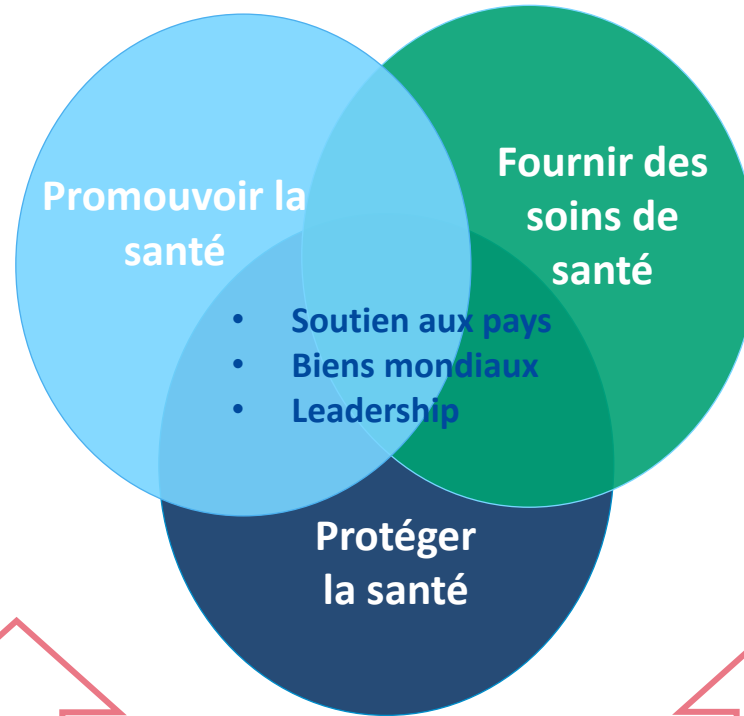 Promouvoir la
santé
Fournir des
soins de
santé
• Soutien aux pays
• Biens mondiaux
• Leadership
Protéger
la santé